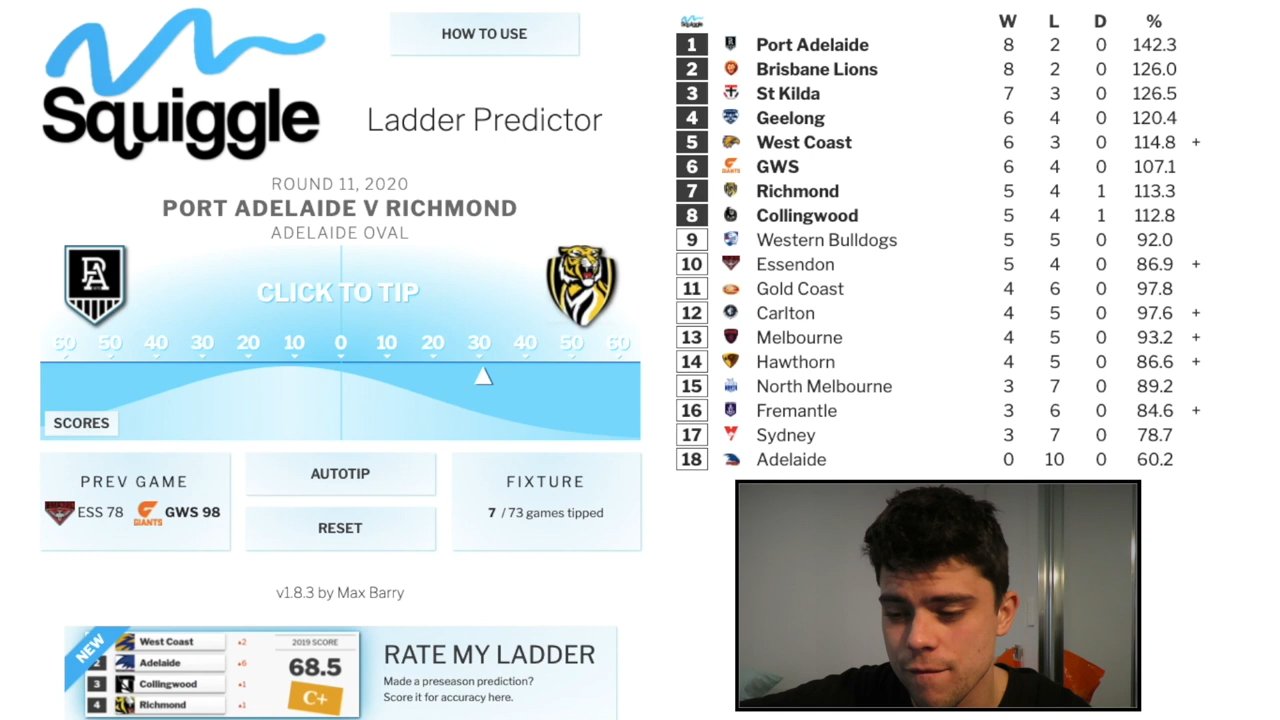 Squiggle
HOW TO USE
Ladder Predictor
ROUND 11, 2020
PORT ADELAIDE V RICHMOND
ADELAIDE OVAL
CLICK TO TIP
60 50 40 30 20 10 0 10 20 30 40 50 60
SCORES
PREV GAME
ESS 78 GIANTS GWS 98
AUTOTIP
RESET
FIXTURE
7 / 73 games tipped
v1.8.3 by Max Barry
NEW
West Coast ▲2
2 Adelaide ▲6
3 Collingwood ▲1
4 Richmond ▲1
2019 SCORE
68.5
C+
RATE MY LADDER
Made a preseason prediction?
Score it for accuracy here.
W L D %
1 Port Adelaide 8 2 0 142.3
2 Brisbane Lions 8 2 0 126.0
3 St Kilda 7 3 0 126.5
4 Geelong 6 4 0 120.4
5 West Coast 6 3 0 114.8 +
6 GIANTS GWS 6 4 0 107.1
7 Richmond 5 4 1 113.3
8 Collingwood 5 4 1 112.8
9 Western Bulldogs 5 5 0 92.0
10 Essendon 5 4 0 86.9 +
11 Gold Coast 4 6 0 97.8
12 Carlton 4 5 0 97.6 +
13 Melbourne 4 5 0 93.2 +
14 Hawthorn 4 5 0 86.6 +
15 North Melbourne 3 7 0 89.2
16 Fremantle 3 6 0 84.6 +
17 Sydney 3 7 0 78.7
18 Adelaide 0 10 0 60.2